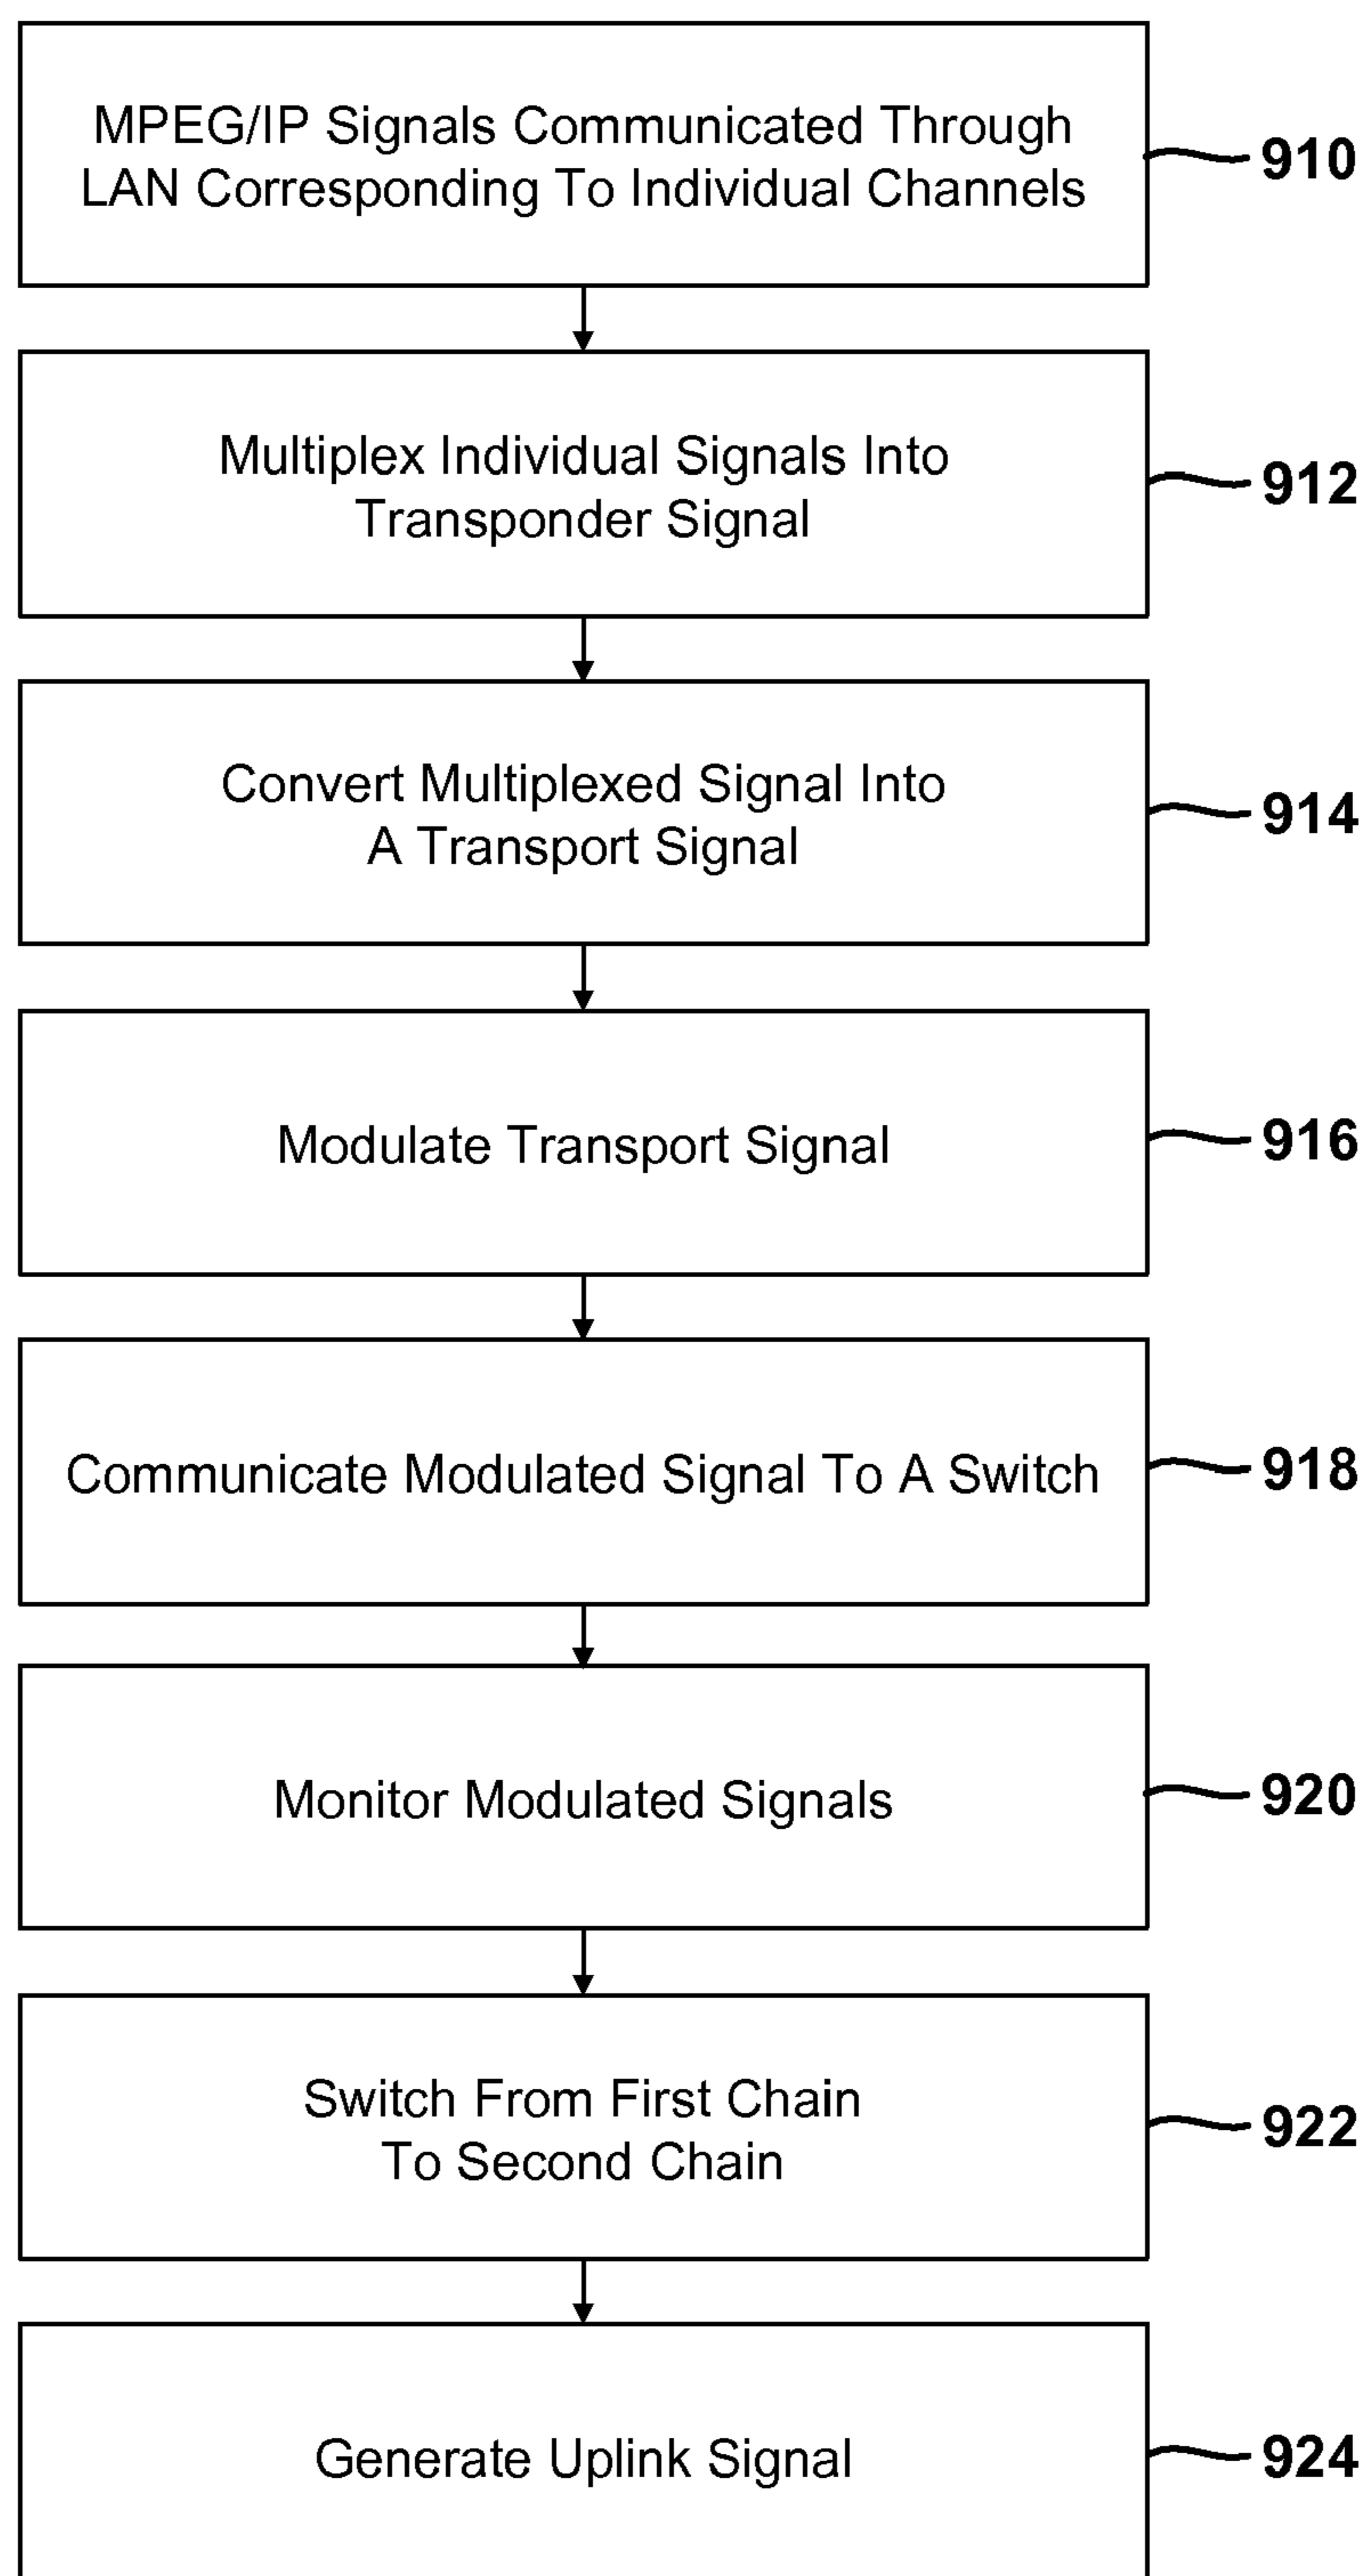 MPEG/IP Signals Communicated Through
LAN Corresponding To Individual Channels
910
Multiplex Individual Signals Into
Transponder Signal
912
Convert Multiplexed Signal Into
A Transport Signal
914
Modulate Transport Signal
916
Communicate Modulated Signal To A Switch
918
Monitor Modulated Signals
920
Switch From First Chain
To Second Chain
922
Generate Uplink Signal
924